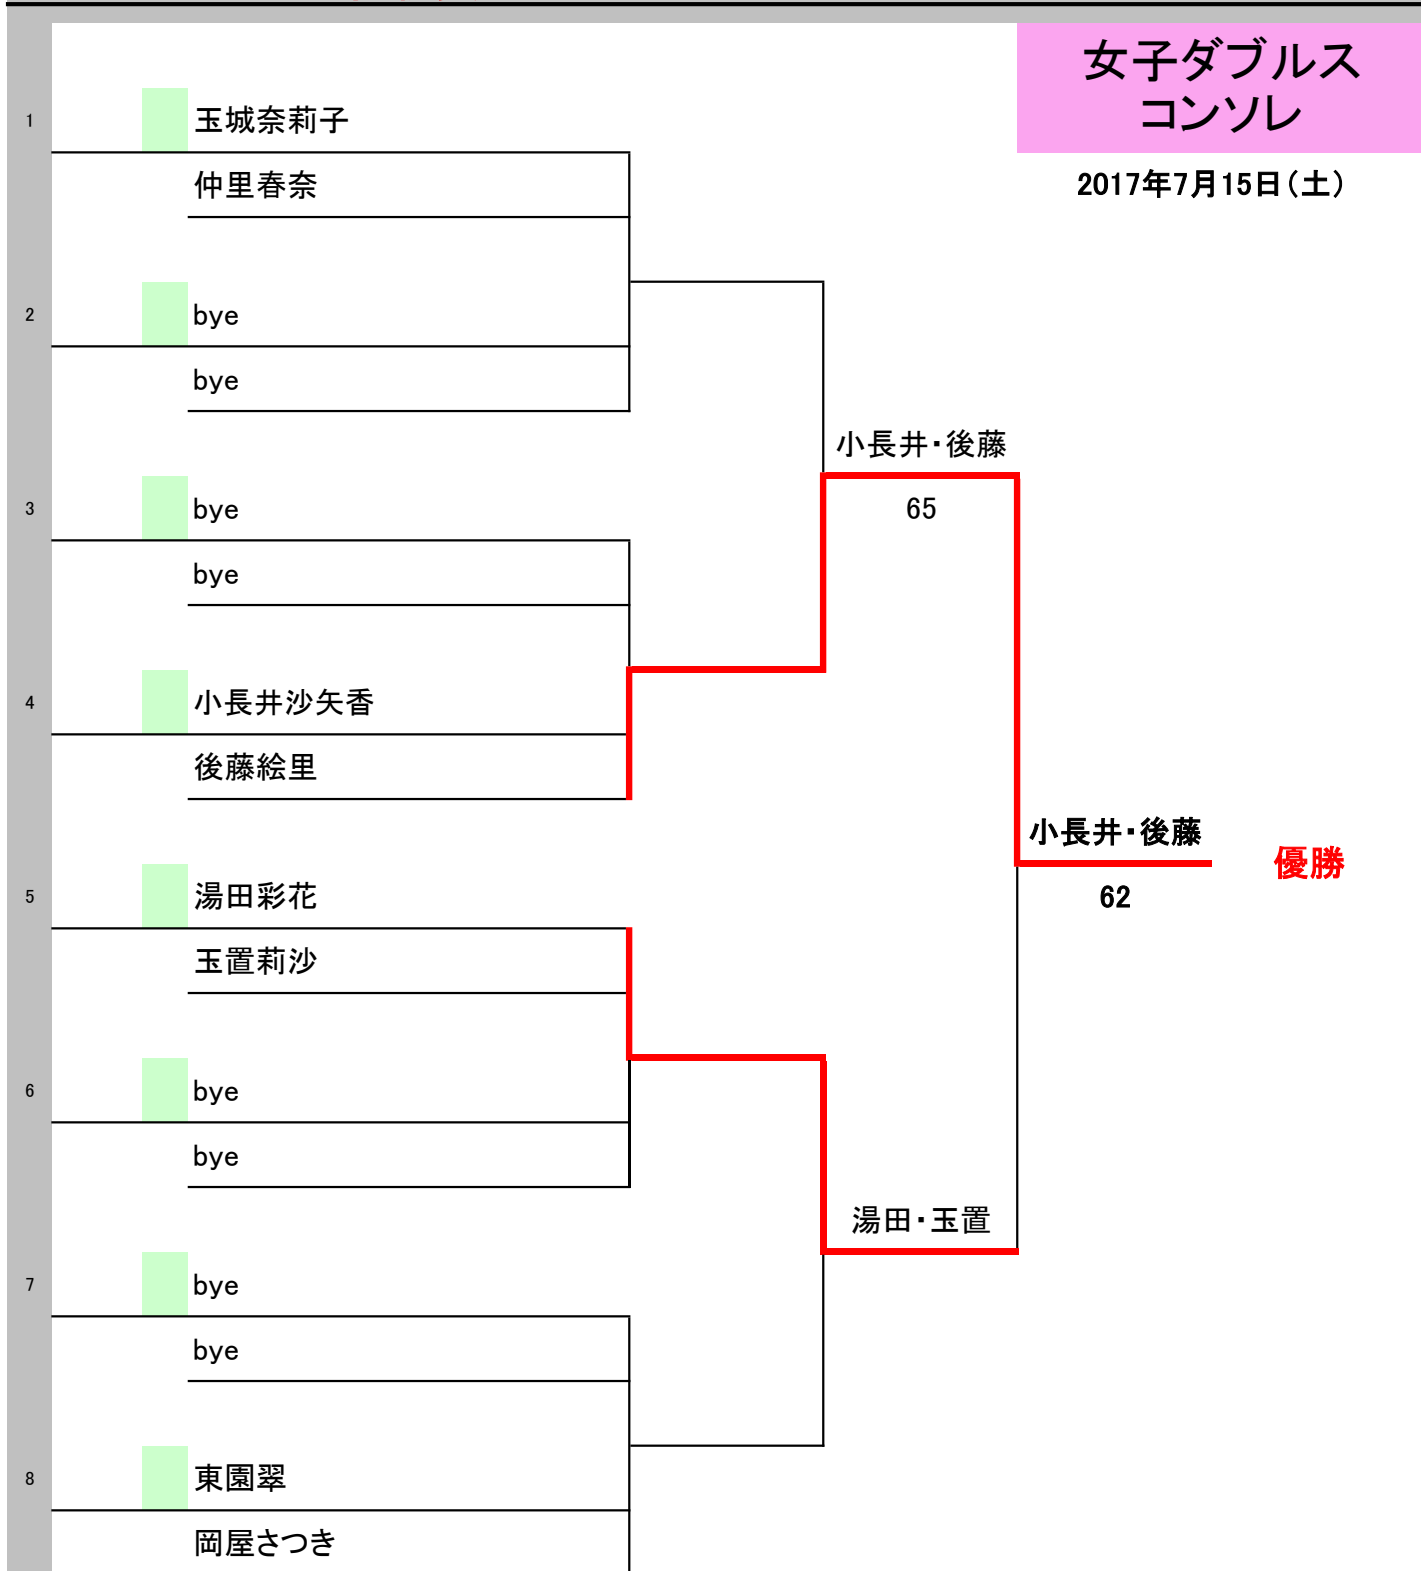 女子ダブルス
コンソレ
2017年7月15日(土)
1
玉城奈莉子
仲里春奈
2
bye
bye
小長井・後藤
65
3
bye
bye
4
小長井沙矢香
後藤絵里
小長井・後藤
優勝
62
5
湯田彩花
玉置莉沙
6
bye
bye
湯田・玉置
7
bye
bye
8
東園翠
岡屋さつき